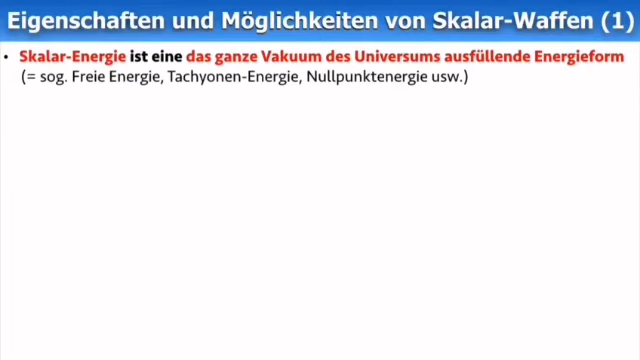 Eigenschaften und Möglichkeiten von Skalar-Waffen (1)
• Skalar-Energie ist eine das ganze Vakuum des Universums ausfüllende Energieform
(= sog. Freie Energie, Tachyonen-Energie, Nullpunktenergie usw.)